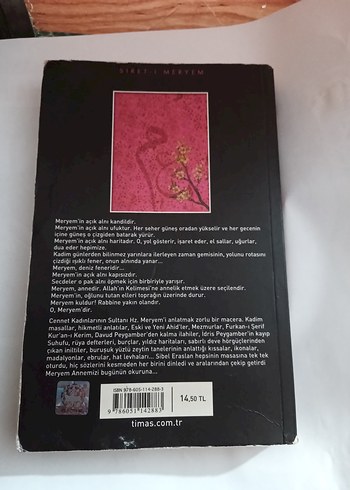 SİRET-İ MERYEM
Meryem'in açık alnı kandildir.
Meryem'in açık alnı ufuktur. Her seher güneş oradan yükselir ve her gecenin
içine güneş o çizgiden batarak yürür.
Meryem'in açık alnı haritadır. O, yol gösterir, işaret eder, el sallar, uğurlar,
dua eder hepimize.
Kadim günlerden bilinmez yarınlara ilerleyen zaman gemisinin, yolunu rotasını
çizdiği ışıklı fener, onun alnında yanar...
Meryem, deniz feneridir...
Meryem'in açık alnı kapısızdır.
Secdeler o pak alnı öpmek için birbiriyle yarışır.
Meryem, annedir. Allah'ın Kelimesi'ne annelik etmek üzere seçilendir.
Meryem'in, oğlunu tutan elleri toprağın üzerinde durur.
Meryem kuldur! Rabbine yakın olandır.
O, Meryem'dir.
Cennet Kadınlarının Sultanı Hz. Meryem'i anlatmak zorlu bir macera. Kadim
masallar, hikmetli anlatılar, Eski ve Yeni Ahid'ler, Mezmurlar, Furkan-ı Şerif
Kur'an-ı Kerim, Davud Peygamber'den kalma ilahiler, İdris Peygamber'in kayıp
Suhufu, rüya defterleri, burçlar, yıldız haritaları, sabırlı deve hörgüçlerinden
çıkan iniltiler, buruşuk yüzlü zeytin tanelerinin anlattığı kıssalar, ikonalar,
madalyonlar, ebrular, hat levhaları... Sibel Eraslan hepsinin masasına tek tek
oturdu, hiç sözlerini kesmeden her birini dinledi ve aralarından çekip getirdi
Meryem Annemizi bugünün okuruna...
ISBN 978-605-114-288-3
9 786051 142883
14,50 TL
timas.com.tr